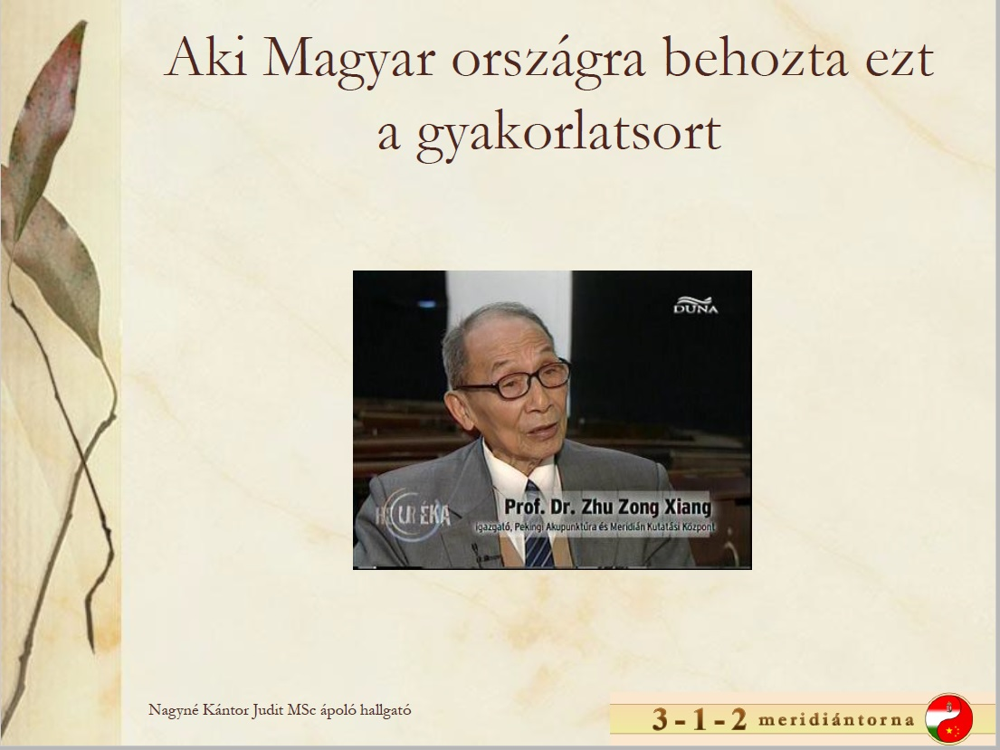 Aki Magyar országra behozta ezt
a gyakorlatsort
DUNA
HEURÉKA
Prof. Dr. Zhu Zong Xiang
igazgató, Pekingi Akupunktúra és Meridián Kutatási Központ
Nagyné Kántor Judit MSc ápoló hallgató
3-1-2 meridiántorna